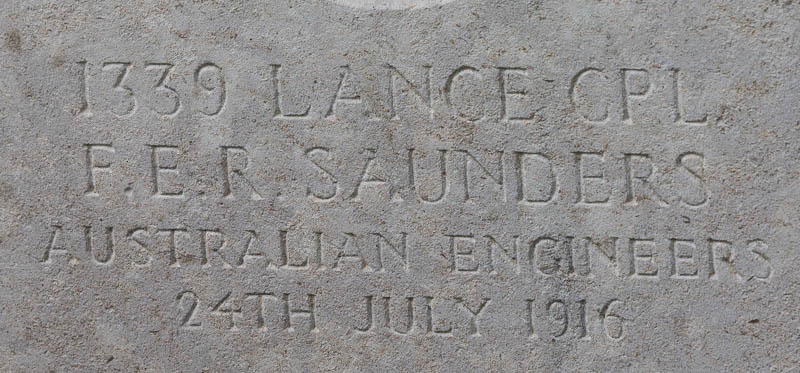 1339 LANCE CPL.
F.E.R. SAUNDERS
AUSTRALIAN ENGINEERS
24TH JULY 1916